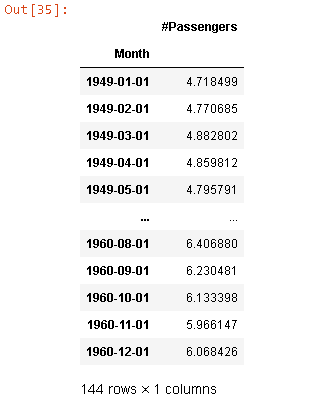 Out[35]:
#Passengers
Month
1949-01-01 4.718499
1949-02-01 4.770685
1949-03-01 4.882802
1949-04-01 4.859812
1949-05-01 4.795791
... ...
1960-08-01 6.406880
1960-09-01 6.230481
1960-10-01 6.133398
1960-11-01 5.966147
1960-12-01 6.068426
144 rows × 1 columns